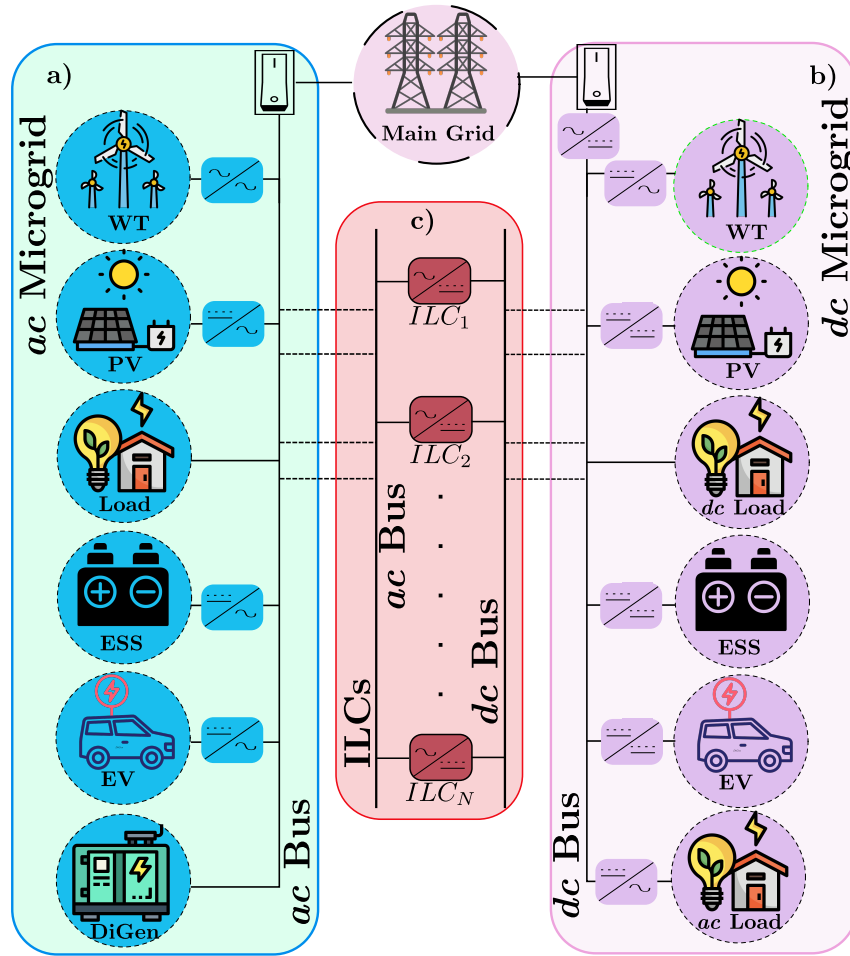 a)
Main Grid
b)
ac Microgrid
WT
PV
Load
ESS
EV
DiGen
ac Bus
c)
ILC1
ILC2
ILCN
ILCs
ac Bus
dc Bus
dc Microgrid
WT
PV
dc Load
ESS
EV
ac Load
dc Bus